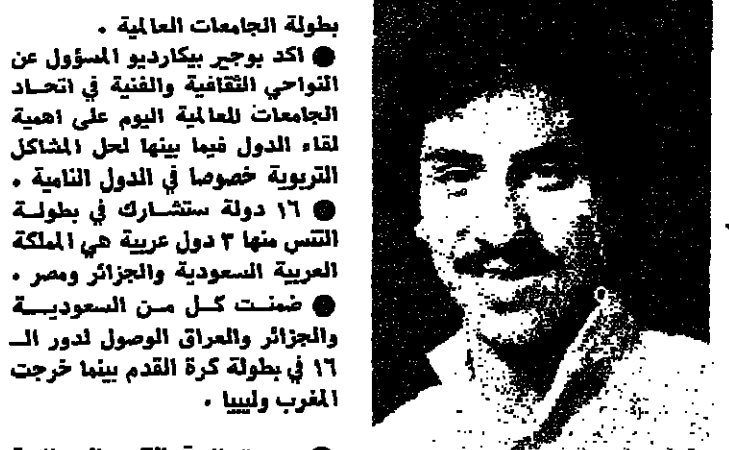 بطولة الجامعات العالمية .
● اكد بوجير بيكارديو المسؤول عن
النواحي الثقافية والفنية في اتحـاد
الجامعات للعالمية اليوم على اهمية
لقاء الدول فيما بينها لحل المشاكل
التربوية خصوصا في الدول النامية .
● ١٦ دولة ستشـارك في بطولـة
التنس منها ٣ دول عربية هي المملكة
العربية السعودية والجزائر ومصر .
● ضمنـت كـل مـن السعوديـــة
والجزائر والعراق الوصول لدور الــ
١٦ في بطولة كرة القدم بينما خرجت
المغرب وليبيا .